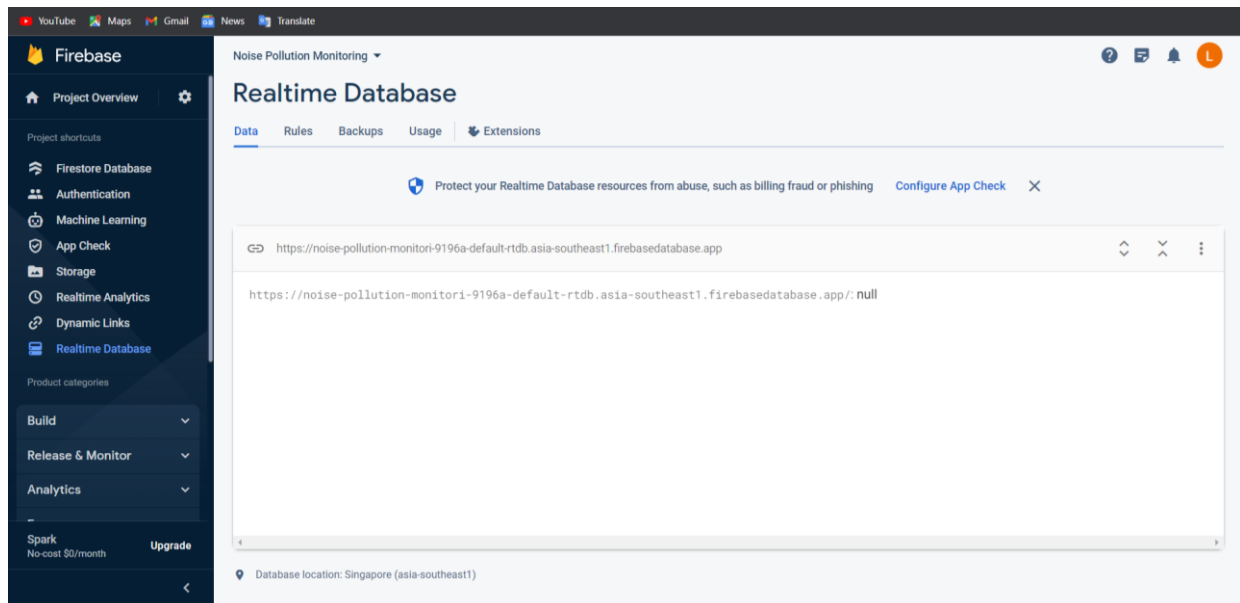 YouTube Maps Gmail News Translate
Firebase
Project Overview
Project shortcuts
Firestore Database
Authentication
Machine Learning
App Check
Storage
Realtime Analytics
Dynamic Links
Realtime Database
Product categories
Build
Release & Monitor
Analytics
Spark
No-cost $0/month
Upgrade
Noise Pollution Monitoring
L
Realtime Database
Data Rules Backups Usage Extensions
Protect your Realtime Database resources from abuse, such as billing fraud or phishing Configure App Check
https://noise-pollution-monitori-9196a-default-rtdb.asia-southeast1.firebasedatabase.app
https://noise-pollution-monitori-9196a-default-rtdb.asia-southeast1.firebasedatabase.app/: null
Database location: Singapore (asia-southeast1)